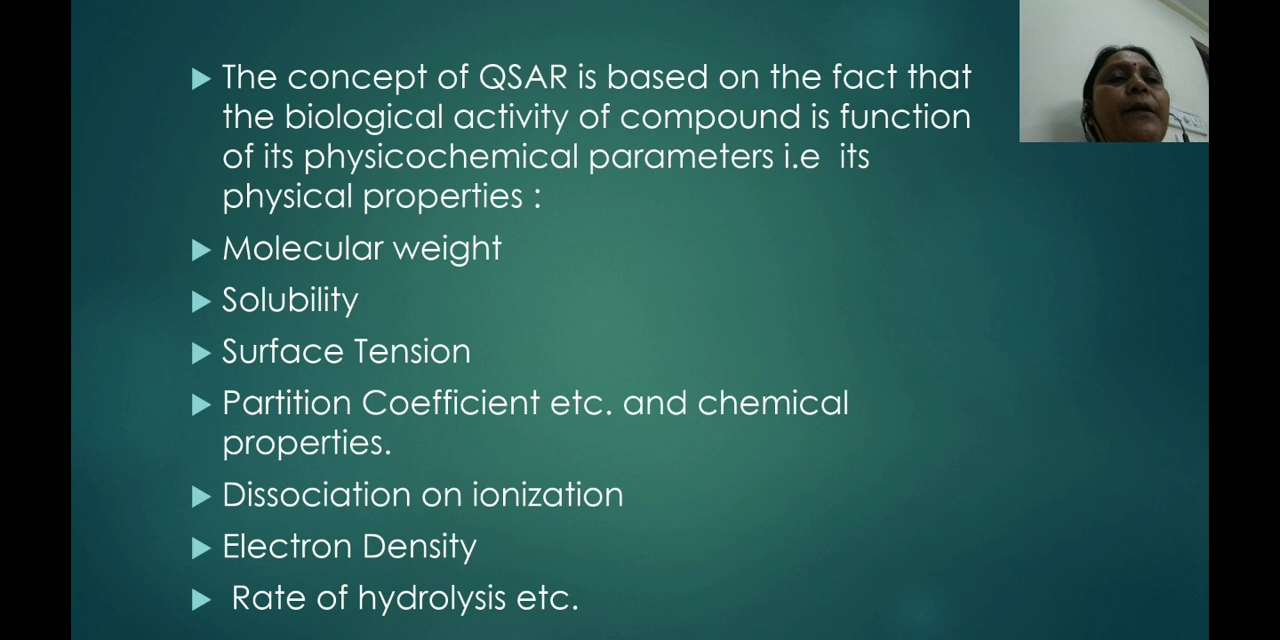 The concept of QSAR is based on the fact that
the biological activity of compound is function
of its physicochemical parameters i.e its
physical properties :
Molecular weight
Solubility
Surface Tension
Partition Coefficient etc. and chemical
properties.
Dissociation on ionization
Electron Density
Rate of hydrolysis etc.